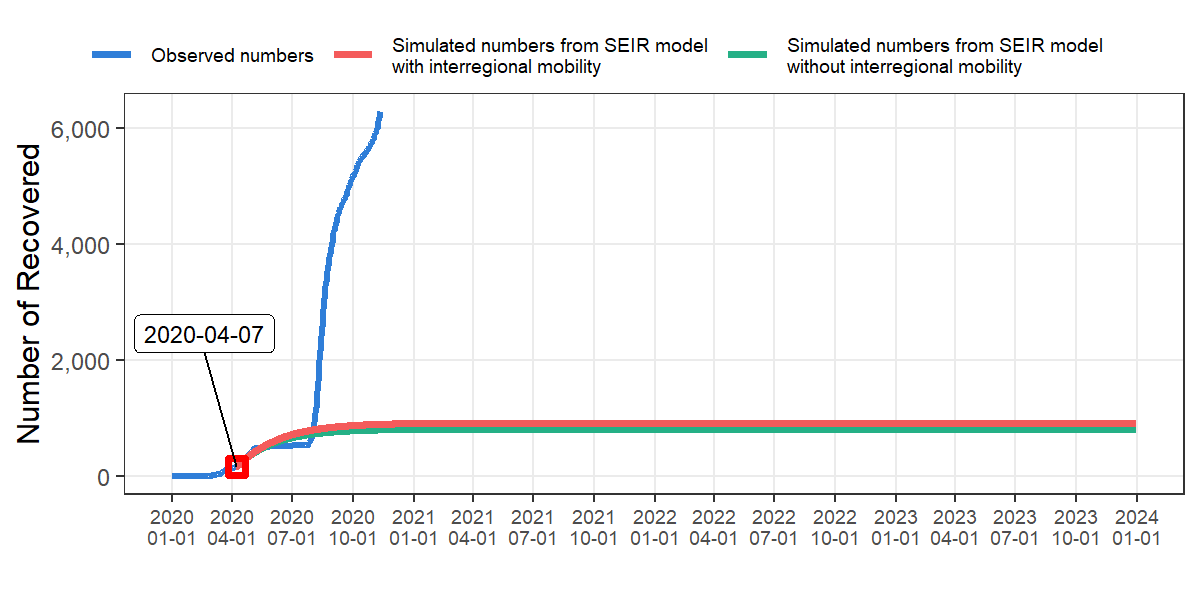 Observed numbers
Simulated numbers from SEIR model
with interregional mobility
Simulated numbers from SEIR model
without interregional mobility
Number of Recovered
6,000
4,000
2,000
0
2020-04-07
2020 2020 2020 2020 2021 2021 2021 2021 2022 2022 2022 2022 2023 2023 2023 2023 2024
01-01 04-01 07-01 10-01 01-01 04-01 07-01 10-01 01-01 04-01 07-01 10-01 01-01 04-01 07-01 10-01 01-01